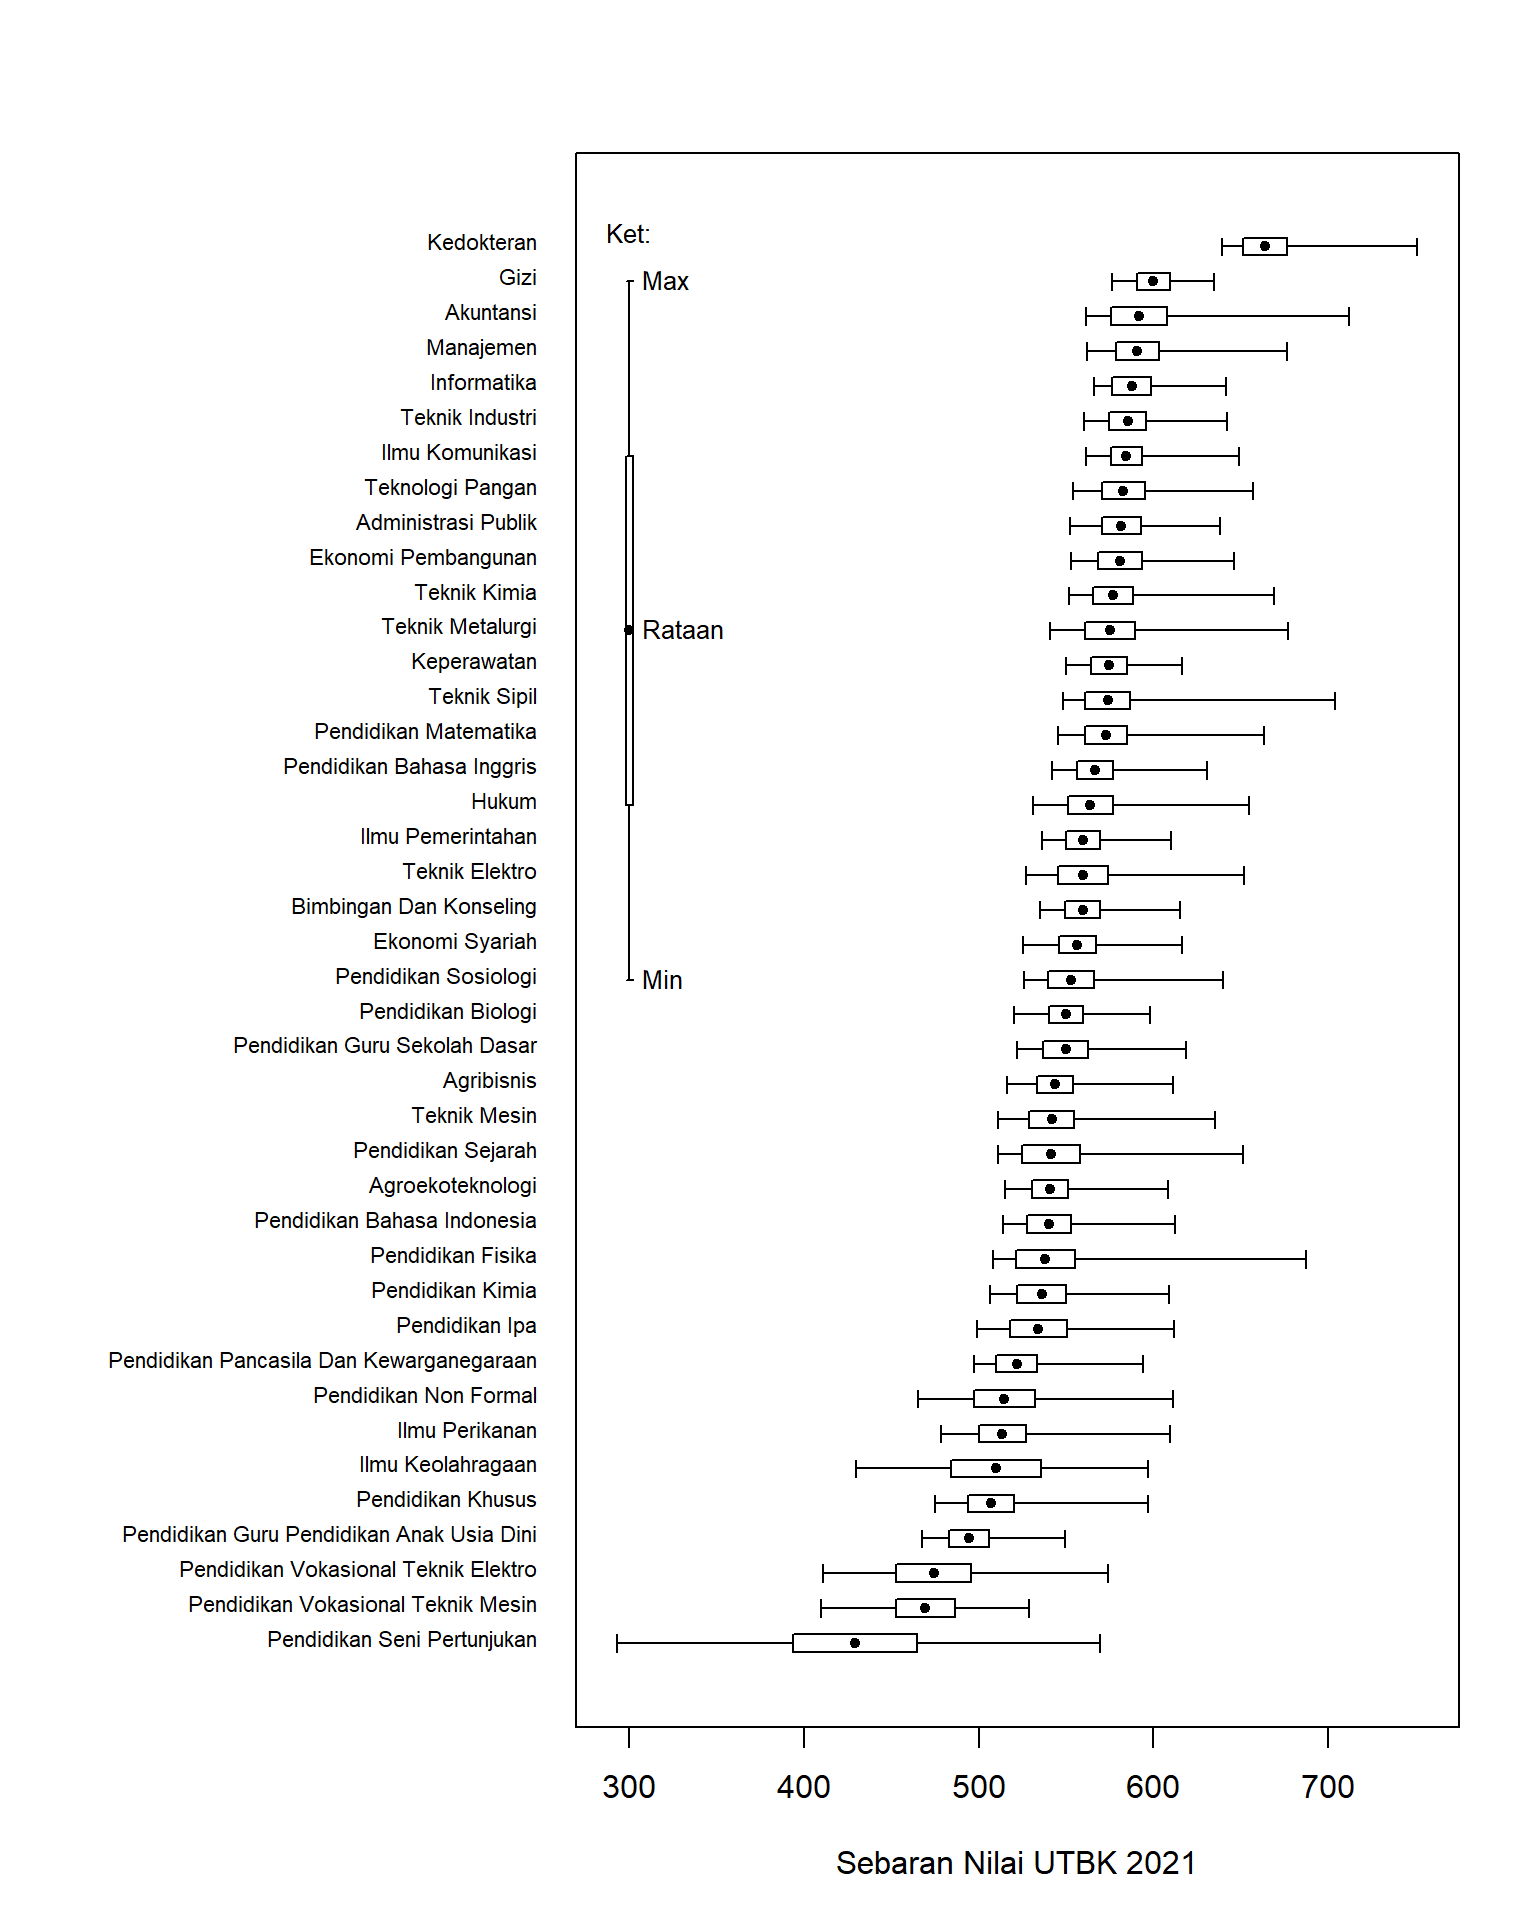 Kedokteran
Gizi
Akuntansi
Manajemen
Informatika
Teknik Industri
Ilmu Komunikasi
Teknologi Pangan
Administrasi Publik
Ekonomi Pembangunan
Teknik Kimia
Teknik Metalurgi
Keperawatan
Teknik Sipil
Pendidikan Matematika
Pendidikan Bahasa Inggris
Hukum
Ilmu Pemerintahan
Teknik Elektro
Bimbingan Dan Konseling
Ekonomi Syariah
Pendidikan Sosiologi
Pendidikan Biologi
Pendidikan Guru Sekolah Dasar
Agribisnis
Teknik Mesin
Pendidikan Sejarah
Agroekoteknologi
Pendidikan Bahasa Indonesia
Pendidikan Fisika
Pendidikan Kimia
Pendidikan Ipa
Pendidikan Pancasila Dan Kewarganegaraan
Pendidikan Non Formal
Ilmu Perikanan
Ilmu Keolahragaan
Pendidikan Khusus
Pendidikan Guru Pendidikan Anak Usia Dini
Pendidikan Vokasional Teknik Elektro
Pendidikan Vokasional Teknik Mesin
Pendidikan Seni Pertunjukan
Ket:
Max
Rataan
Min
300 400 500 600 700
Sebaran Nilai UTBK 2021